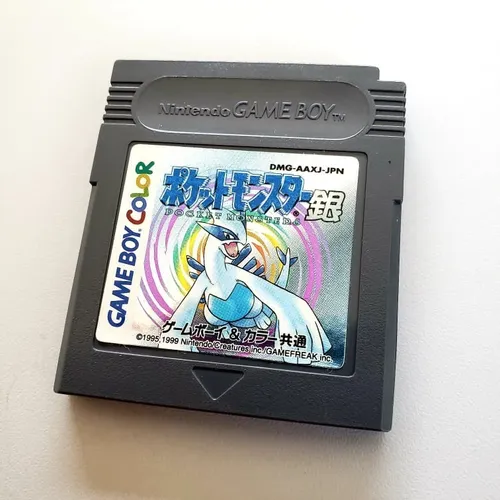 Nintendo GAME BOY™
DMG-AAXJ-JPN
ポケットモンスター銀
POCKET MONSTERS®
GAME BOY COLOR
ゲームボーイ&カラー共通
©1995,1999 Nintendo/Creatures inc./GAMEFREAK inc.